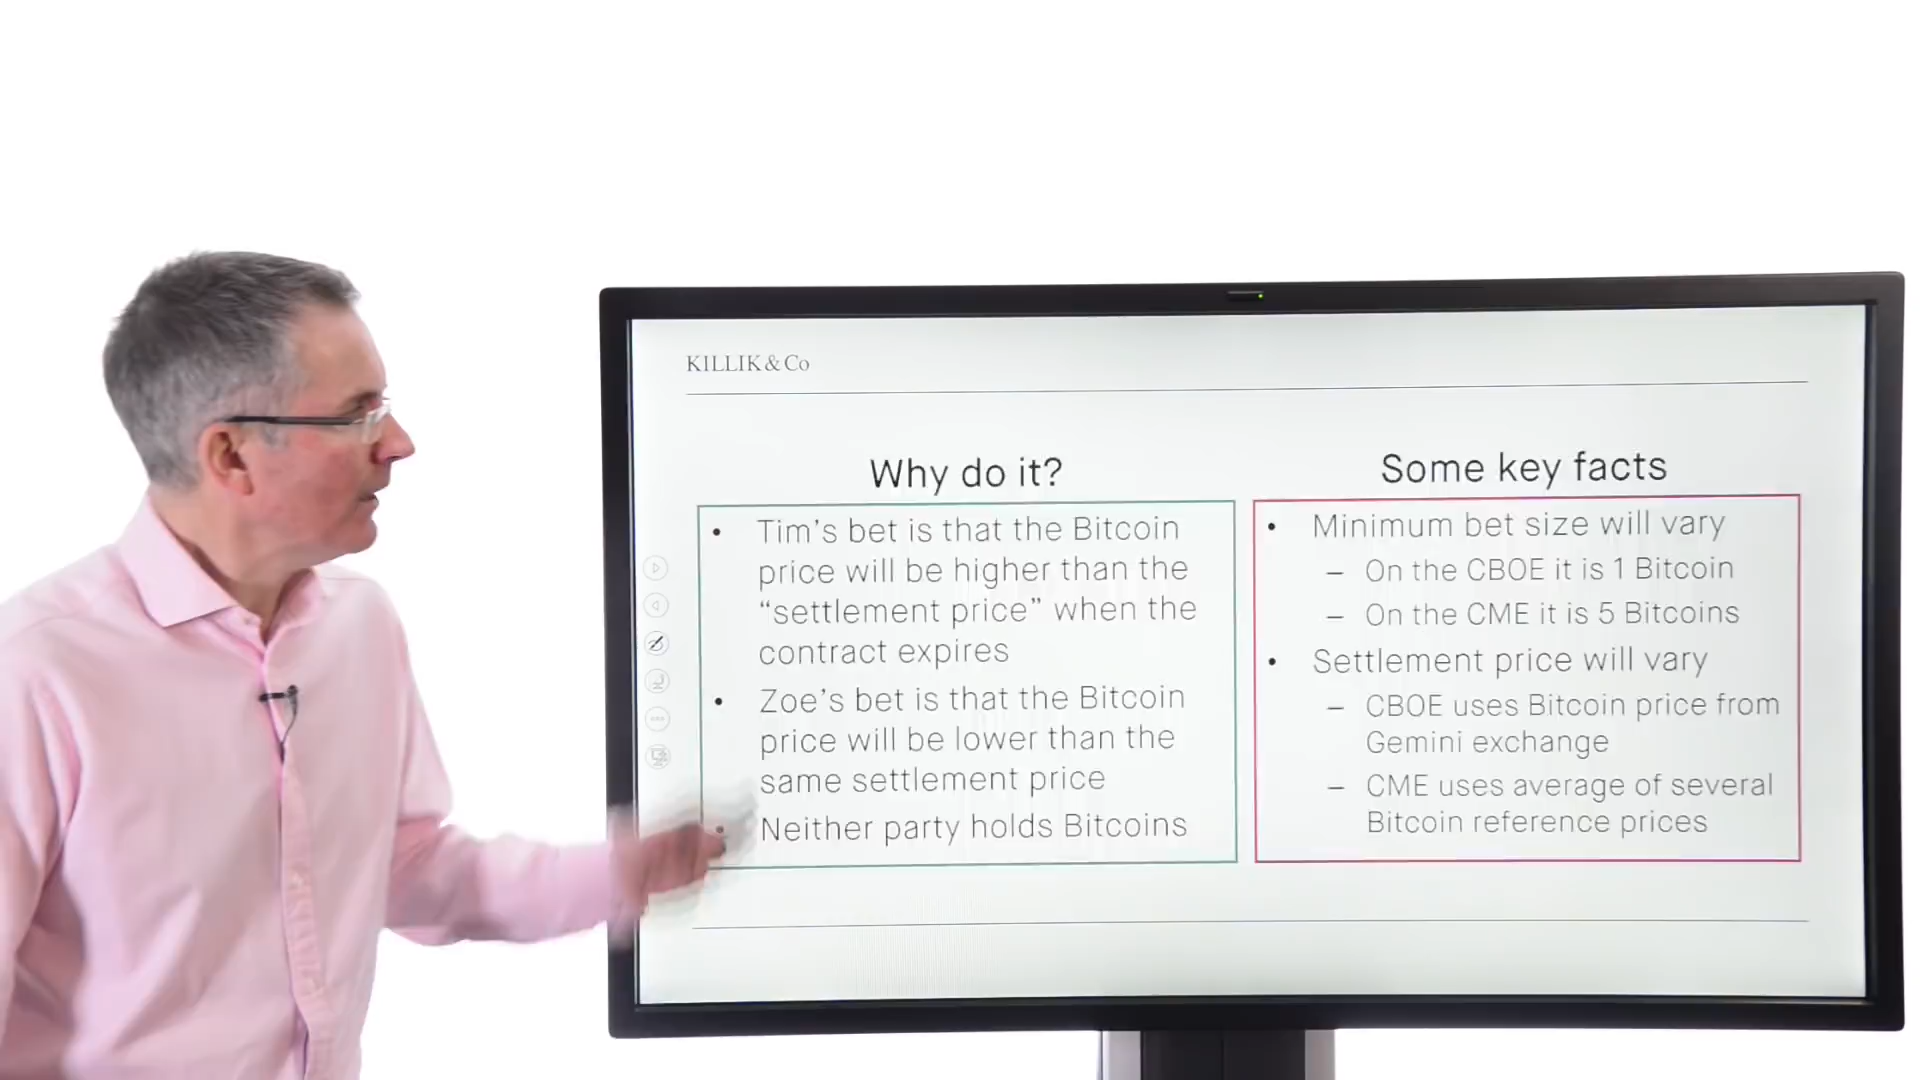 KILLIK & Co
Why do it?
• Tim's bet is that the Bitcoin
price will be higher than the
“settlement price” when the
contract expires
• Zoe's bet is that the Bitcoin
price will be lower than the
same settlement price
• Neither party holds Bitcoins
Some key facts
• Minimum bet size will vary
– On the CBOE it is 1 Bitcoin
– On the CME it is 5 Bitcoins
• Settlement price will vary
– CBOE uses Bitcoin price from
Gemini exchange
– CME uses average of several
Bitcoin reference prices